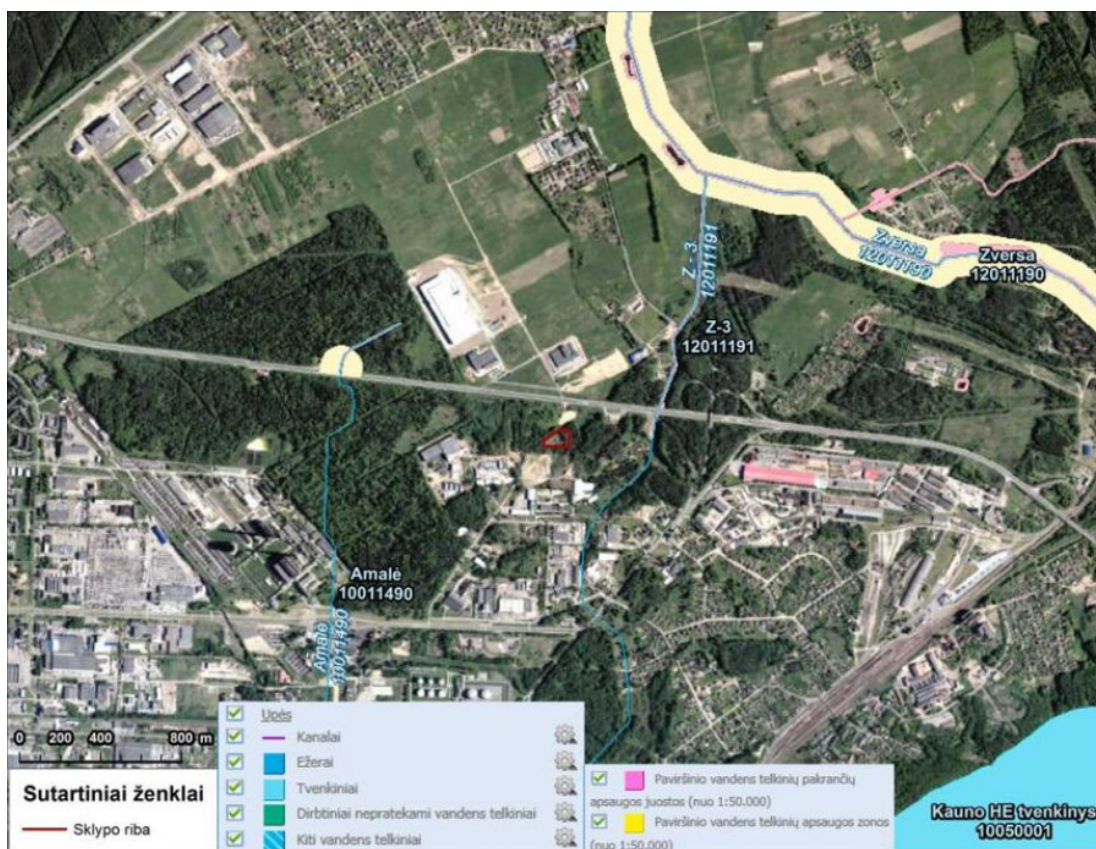 Z - 3
12011191
Zversa
12011190
Zversa
12011190
Z-3
12011191
Amalė
10011490
Amalė
10011490
Upės
Kanalai
Ežerai
Tvenkiniai
Dirbtiniai nepratekami vandens telkiniai
Kiti vandens telkiniai
0 200 400 800 m
Sutartiniai ženklai
Sklypo riba
Paviršinio vandens telkinių pakrančių
apsaugos juostos (nuo 1:50.000)
Paviršinio vandens telkinių apsaugos zonos
(nuo 1:50.000)
Kauno HE tvenkinys
10050001